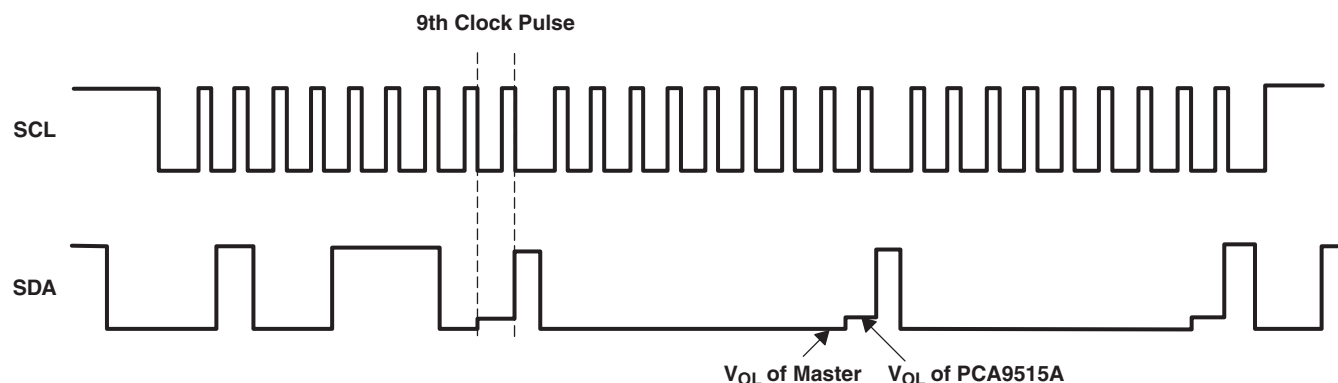 9th Clock Pulse
SCL
SDA
VOL of Master
VOL of PCA9515A